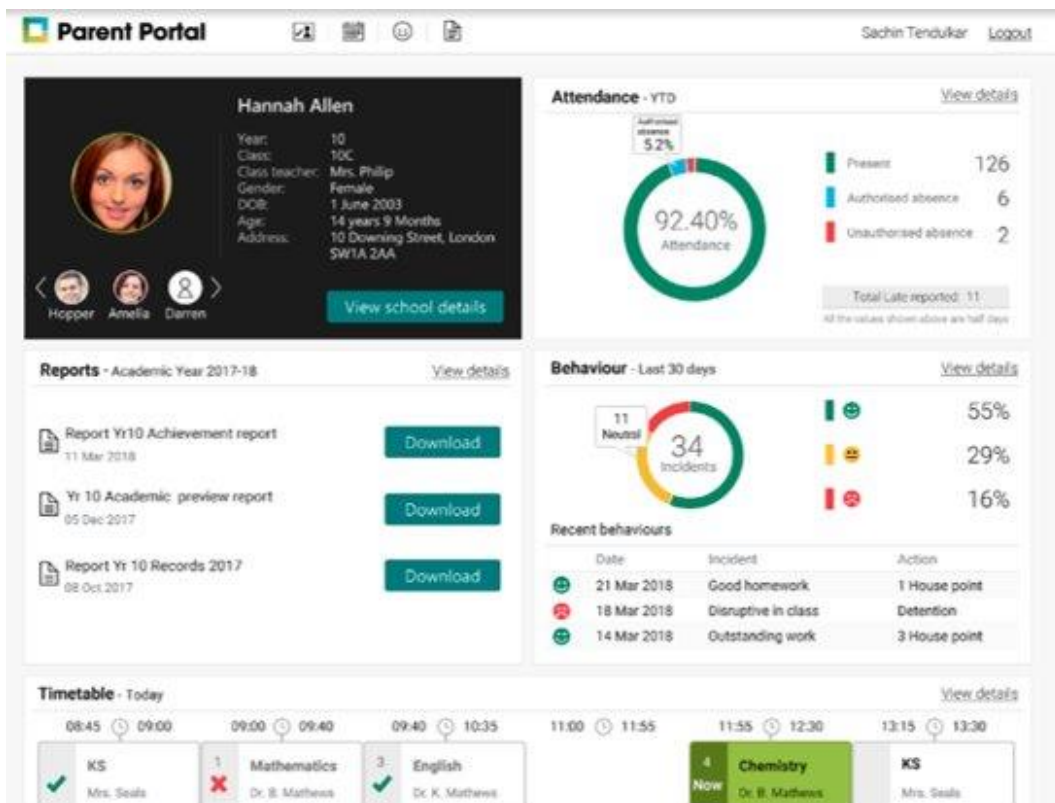 Parent Portal
Sachin Tendulkar Logout
Hannah Allen
Year: 10
Class: 10C
Class teacher: Mrs. Philip
Gender: Female
DOB: 1 June 2003
Age: 14 years 9 Months
Address: 10 Downing Street, London
SW1A 2AA
Hopper Amelia Darren
View school details
Attendance - YTD View details
Authorised
absence
5.2%
92.40%
Attendance
Present 126
Authorised absence 6
Unauthorised absence 2
Total Late reported: 11
All the values shown above are half days
Reports - Academic Year 2017-18 View details
Report Yr10 Achievement report
11 Mar 2018
Download
Yr 10 Academic preview report
05 Dec 2017
Download
Report Yr 10 Records 2017
08 Oct 2017
Download
Behaviour - Last 30 days View details
11
Neutral
34
Incidents
55%
29%
16%
Recent behaviours
Date Incident Action
21 Mar 2018 Good homework 1 House point
18 Mar 2018 Disruptive in class Detention
14 Mar 2018 Outstanding work 3 House point
Timetable - Today View details
08:45 09:00 09:00 09:40 09:40 10:35 11:00 11:55 11:55 12:30 13:15 13:30
KS
Mrs. Seals
1 Mathematics
Dr. B. Mathews
3 English
Dr. K. Mathews
4 Chemistry
Now Dr. B. Mathews
KS
Mrs. Seals